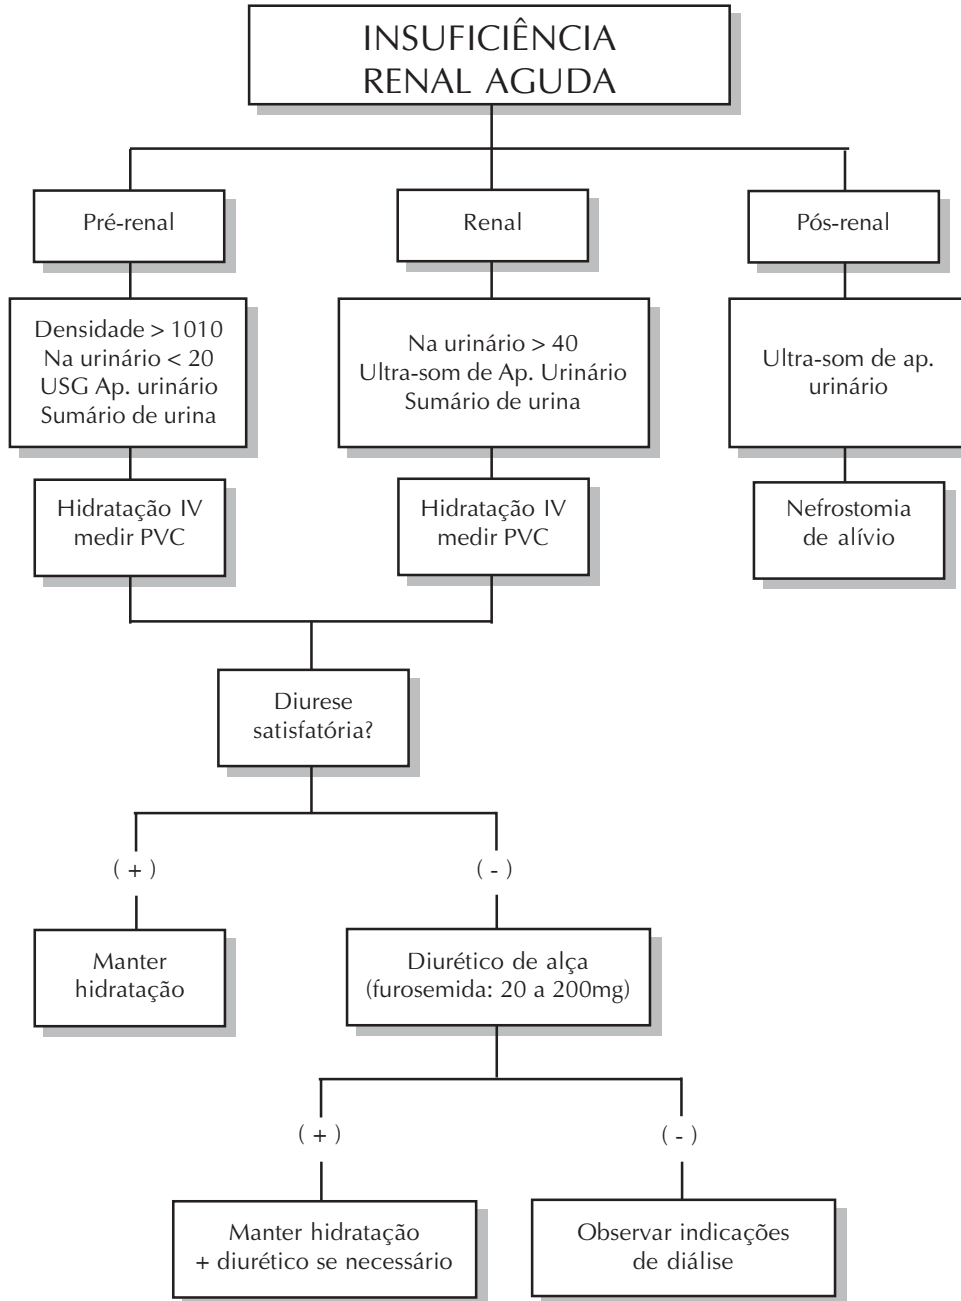 INSUFICIÊNCIA
RENAL AGUDA
Pré-renal
Renal
Pós-renal
Densidade > 1010
Na urinário < 20
USG Ap. urinário
Sumário de urina
Na urinário > 40
Ultra-som de Ap. Urinário
Sumário de urina
Ultra-som de ap.
urinário
Hidratação IV
medir PVC
Hidratação IV
medir PVC
Nefrostomia
de alívio
Diurese
satisfatória?
( + )
( - )
Manter
hidratação
Diurético de alça
(furosemida: 20 a 200mg)
( + )
( - )
Manter hidratação
+ diurético se necessário
Observar indicações
de diálise